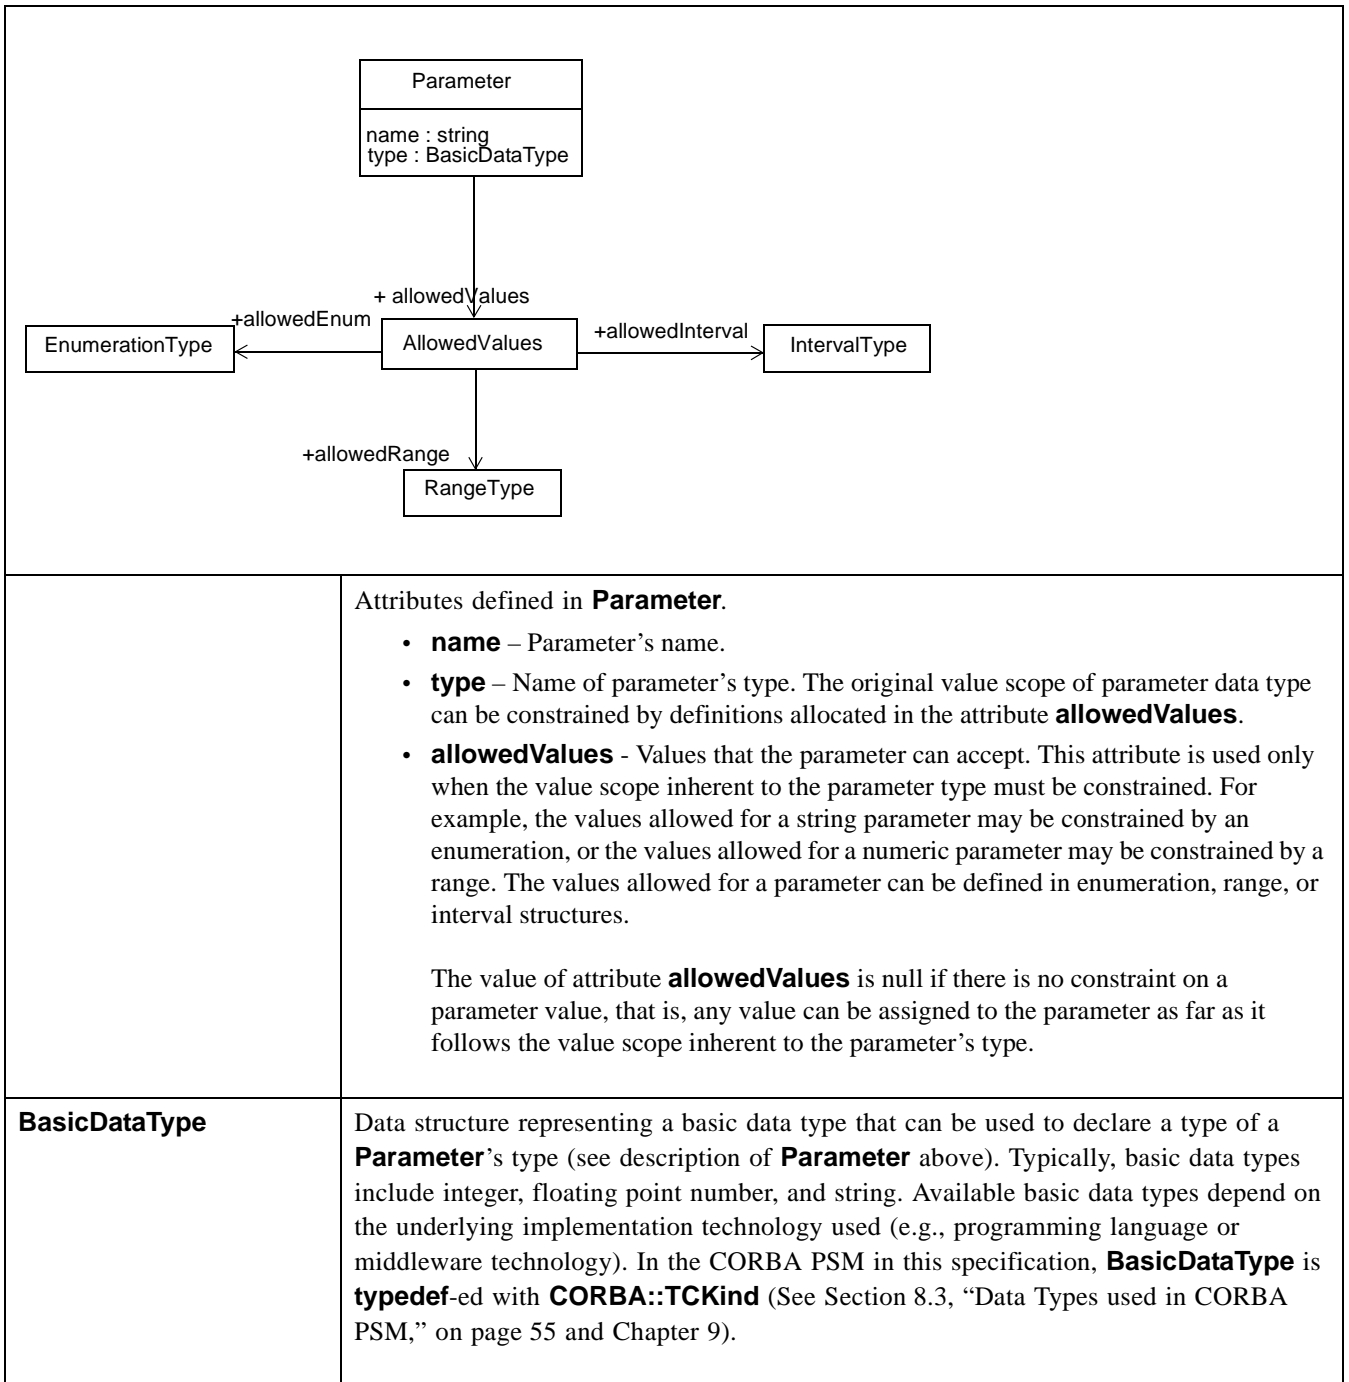 Parameter
name : string
type : BasicDataType
+ allowedValues
+allowedEnum
+allowedInterval
EnumerationType
AllowedValues
IntervalType
+allowedRange
RangeType
Attributes defined in Parameter.
• name – Parameter’s name.
• type – Name of parameter’s type. The original value scope of parameter data type
can be constrained by definitions allocated in the attribute allowedValues.
• allowedValues - Values that the parameter can accept. This attribute is used only
when the value scope inherent to the parameter type must be constrained. For
example, the values allowed for a string parameter may be constrained by an
enumeration, or the values allowed for a numeric parameter may be constrained by a
range. The values allowed for a parameter can be defined in enumeration, range, or
interval structures.
The value of attribute allowedValues is null if there is no constraint on a
parameter value, that is, any value can be assigned to the parameter as far as it
follows the value scope inherent to the parameter’s type.
BasicDataType
Data structure representing a basic data type that can be used to declare a type of a
Parameter’s type (see description of Parameter above). Typically, basic data types
include integer, floating point number, and string. Available basic data types depend on
the underlying implementation technology used (e.g., programming language or
middleware technology). In the CORBA PSM in this specification, BasicDataType is
typedef-ed with CORBA::TCKind (See Section 8.3, “Data Types used in CORBA
PSM,” on page 55 and Chapter 9).